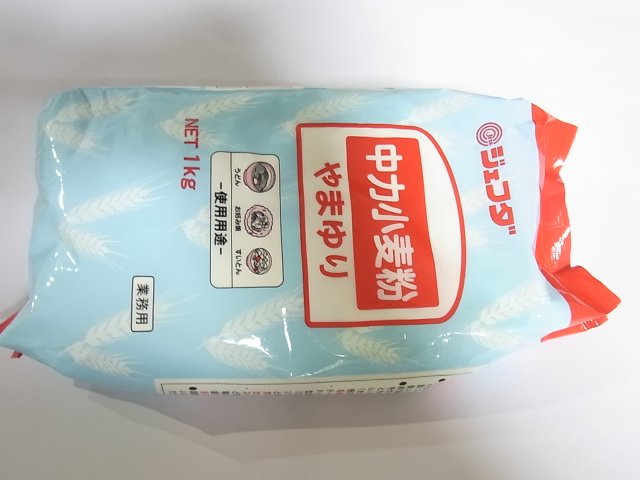 ジェフダ
中力小麦粉
やまゆり
-使用用途-
うどん
お好み焼
すいとん
NET 1kg
業務用